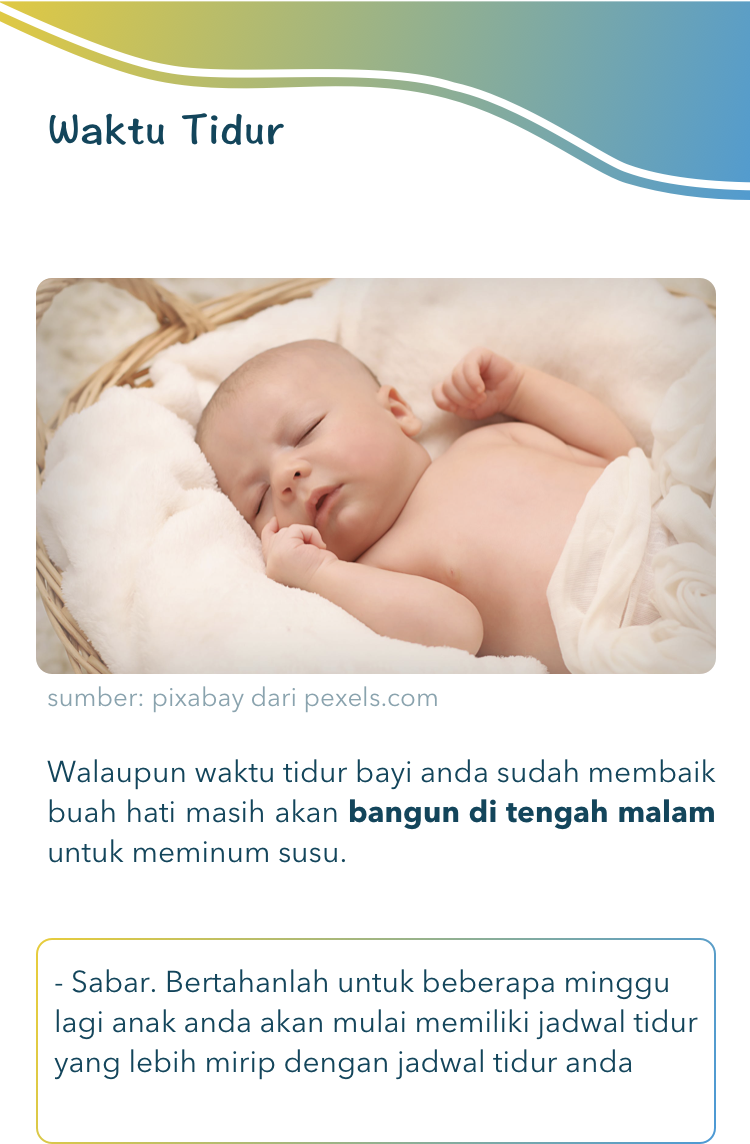 Waktu Tidur
sumber: pixabay dari pexels.com
Walaupun waktu tidur bayi anda sudah membaik
buah hati masih akan bangun di tengah malam
untuk meminum susu.
- Sabar. Bertahanlah untuk beberapa minggu
lagi anak anda akan mulai memiliki jadwal tidur
yang lebih mirip dengan jadwal tidur anda